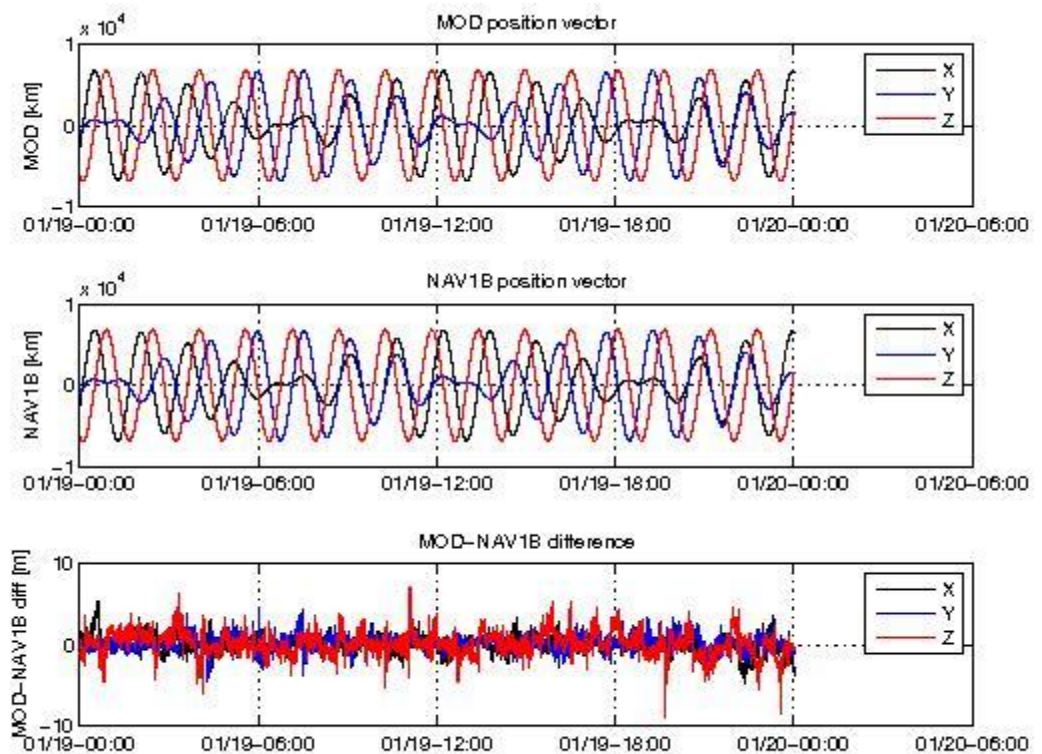 MOD position vector
x 10^4
1
0
−1
MOD [km]
X
Y
Z
01/19−00:00 01/19−06:00 01/19−12:00 01/19−18:00 01/20−00:00 01/20−06:00
NAV1B position vector
x 10^4
1
0
−1
NAV1B [km]
X
Y
Z
01/19−00:00 01/19−06:00 01/19−12:00 01/19−18:00 01/20−00:00 01/20−06:00
MOD−NAV1B difference
10
0
−10
MOD−NAV1B diff [m]
X
Y
Z
01/19−00:00 01/19−06:00 01/19−12:00 01/19−18:00 01/20−00:00 01/20−06:00